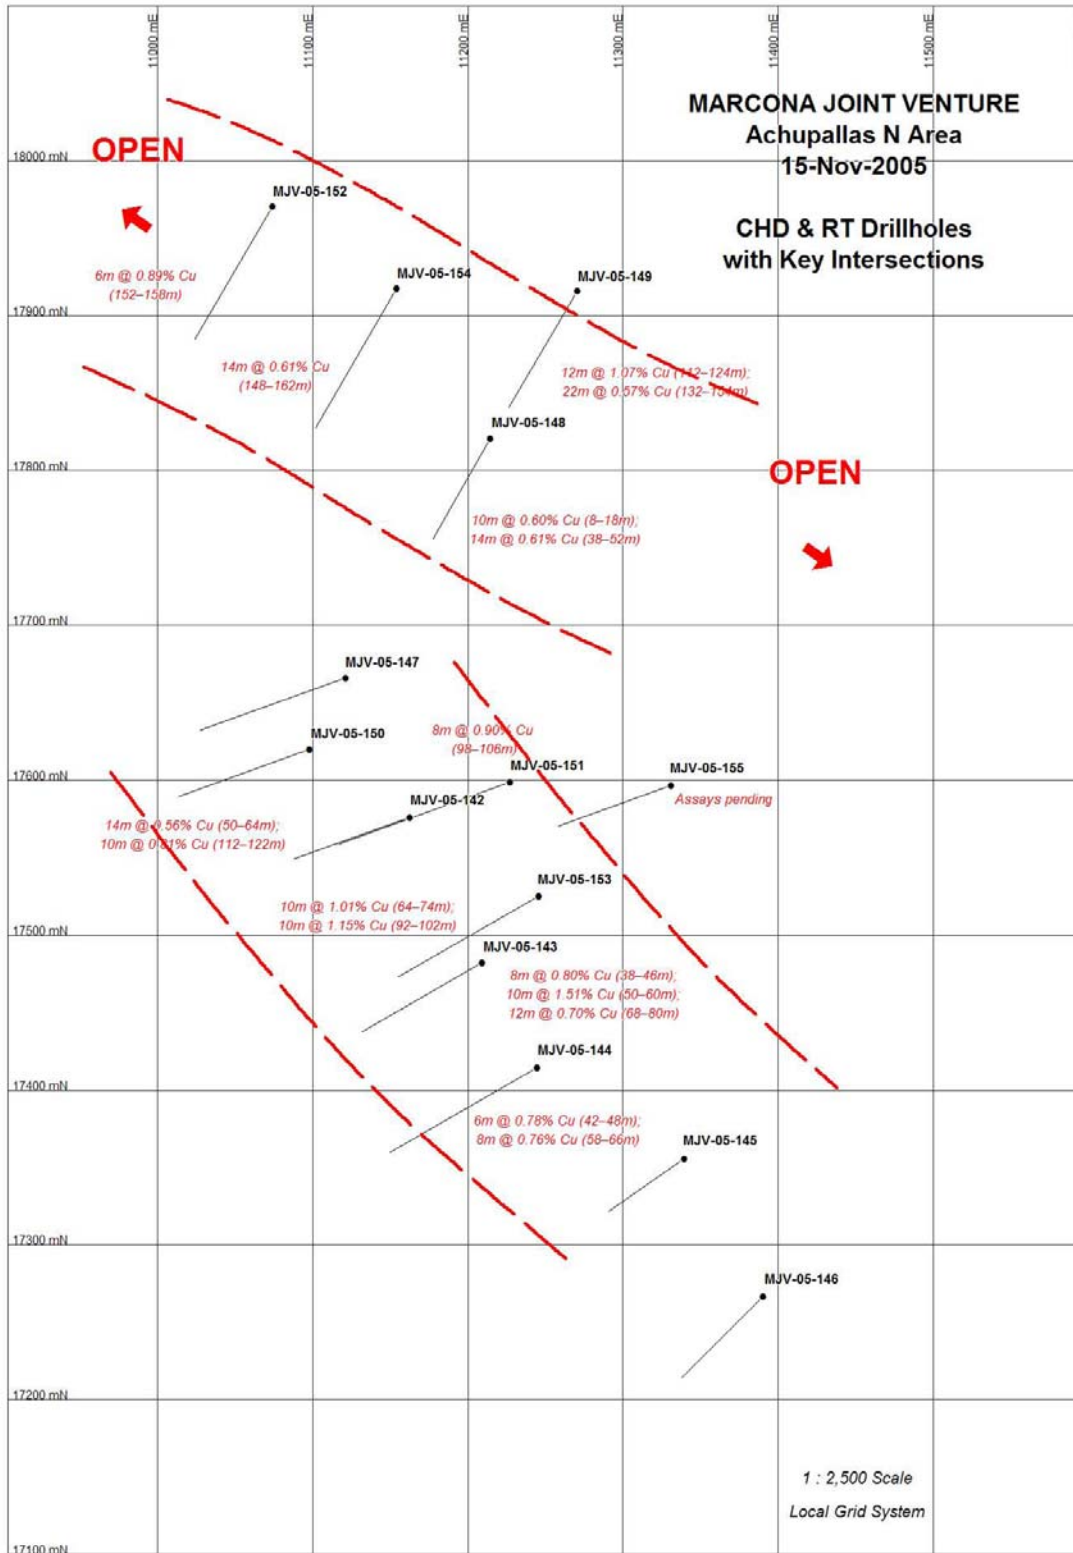 11000 mE
11100 mE
11200 mE
11300 mE
11400 mE
11500 mE
MARCONA JOINT VENTURE
Achupallas N Area
15-Nov-2005
CHD & RT Drillholes
with Key Intersections
OPEN
18000 mN
MJV-05-152
6m @ 0.89% Cu
(152–158m)
MJV-05-154
MJV-05-149
17900 mN
14m @ 0.61% Cu
(148–162m)
12m @ 1.07% Cu (112–124m);
22m @ 0.57% Cu (132–154m)
MJV-05-148
OPEN
17800 mN
10m @ 0.60% Cu (8–18m);
14m @ 0.61% Cu (38–52m)
17700 mN
MJV-05-147
8m @ 0.90% Cu
(98–106m)
MJV-05-150
MJV-05-151
MJV-05-155
Assays pending
17600 mN
MJV-05-142
14m @ 0.56% Cu (50–64m);
10m @ 0.81% Cu (112–122m)
MJV-05-153
10m @ 1.01% Cu (64–74m);
10m @ 1.15% Cu (92–102m)
17500 mN
MJV-05-143
8m @ 0.80% Cu (38–46m);
10m @ 1.51% Cu (50–60m);
12m @ 0.70% Cu (68–80m)
MJV-05-144
17400 mN
6m @ 0.78% Cu (42–48m);
8m @ 0.76% Cu (58–66m)
MJV-05-145
17300 mN
MJV-05-146
17200 mN
1 : 2,500 Scale
Local Grid System
17100 mN